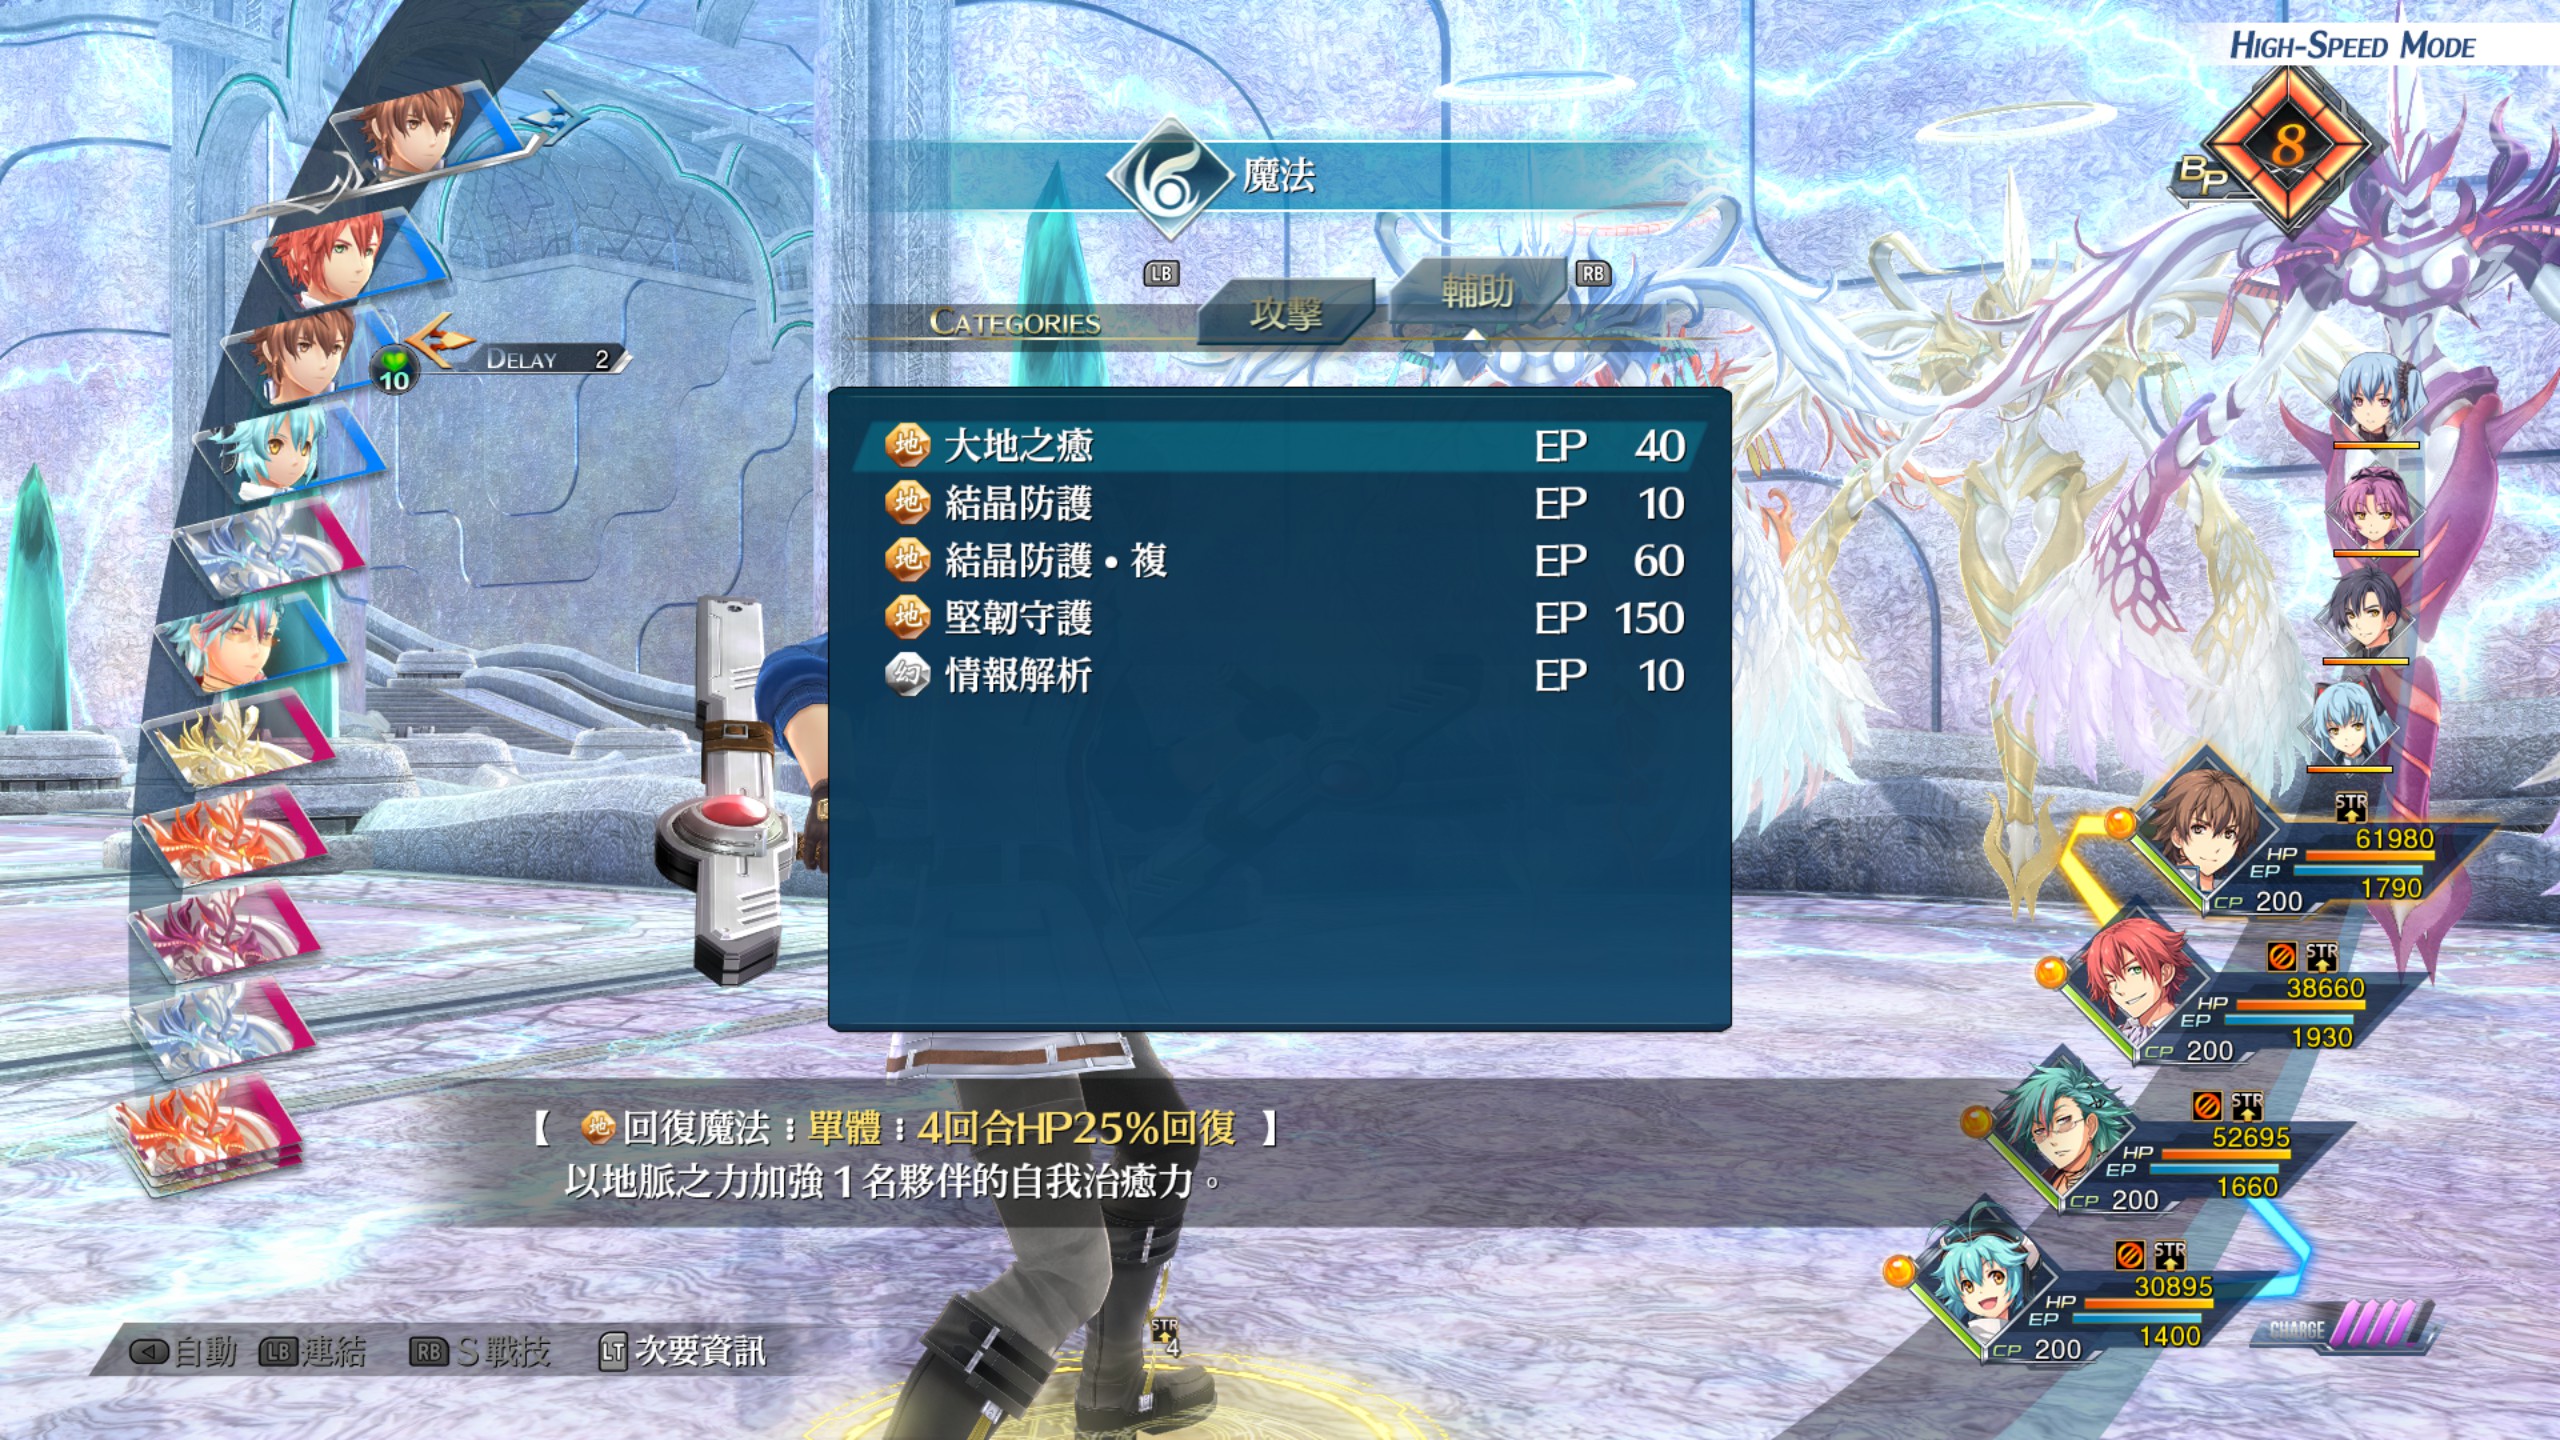 HIGH-SPEED MODE
BP 8
魔法
LB
RB
CATEGORIES
攻擊
輔助
10
DELAY 2
地 大地之癒 EP 40
地 結晶防護 EP 10
地 結晶防護・複 EP 60
地 堅韌守護 EP 150
幻 情報解析 EP 10
STR
HP 61980
EP 1790
CP 200
STR
HP 38660
EP 1930
CP 200
STR
HP 52695
EP 1660
CP 200
STR
HP 30895
EP 1400
CP 200
CHARGE
【 地 回復魔法：單體：4回合HP25%回復 】
以地脈之力加強1名夥伴的自我治癒力。
STR 4
自動 LB 連結 RB S戰技 LT 次要資訊